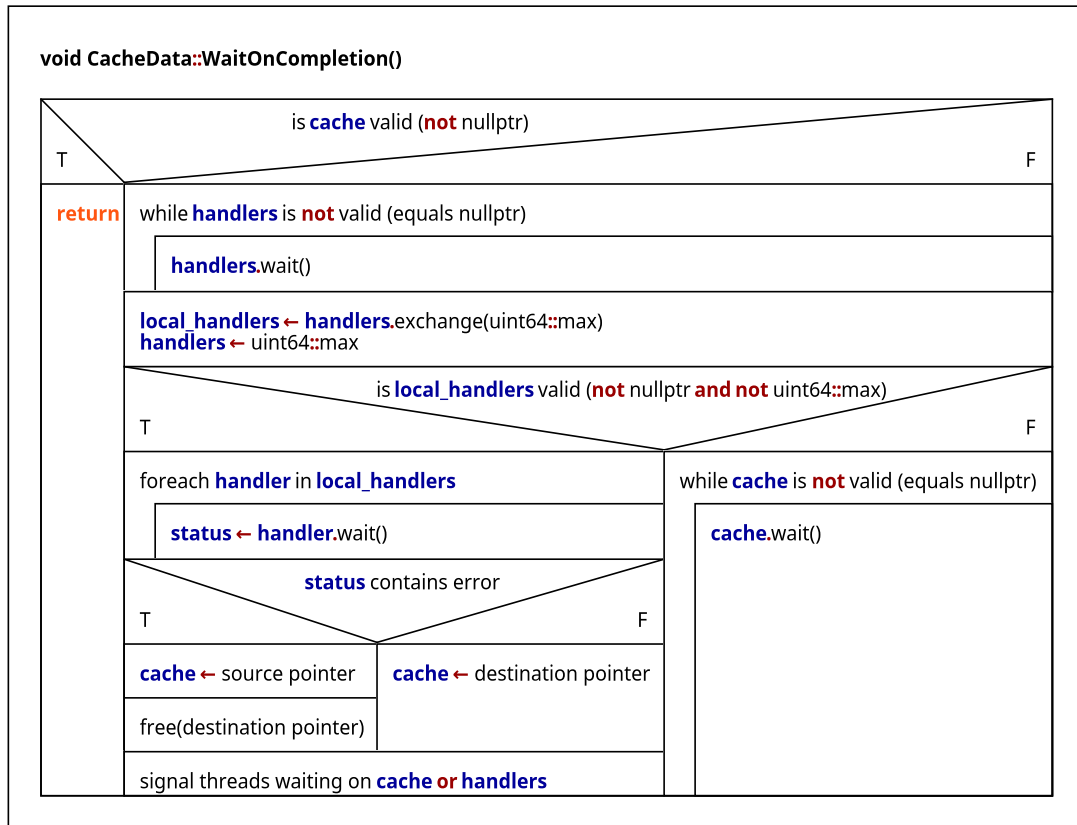 void CacheData::WaitOnCompletion()
is cache valid (not nullptr)
T
F
return
while handlers is not valid (equals nullptr)
handlers.wait()
local_handlers ← handlers.exchange(uint64::max)
handlers ← uint64::max
is local_handlers valid (not nullptr and not uint64::max)
T
F
foreach handler in local_handlers
status ← handler.wait()
status contains error
T
F
cache ← source pointer
free(destination pointer)
cache ← destination pointer
signal threads waiting on cache or handlers
while cache is not valid (equals nullptr)
cache.wait()